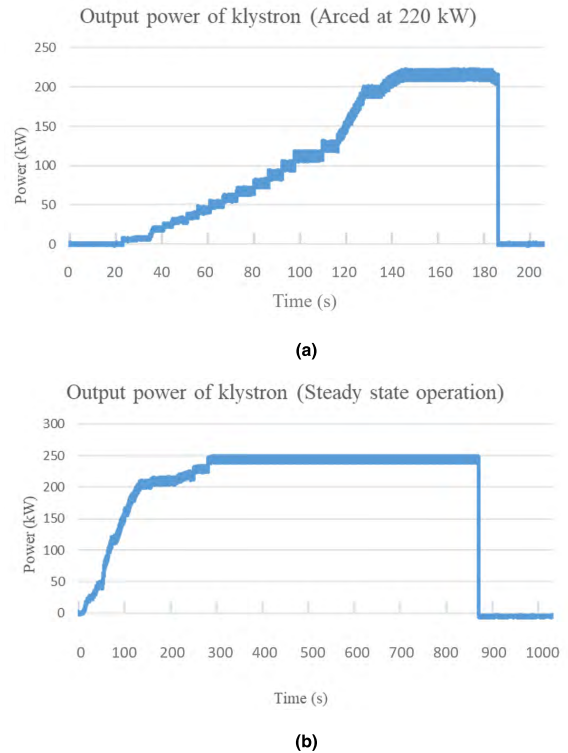 Output power of klystron (Arced at 220 kW)
250
200
150
100
50
0
Power (kW)
0 20 40 60 80 100 120 140 160 180 200
Time (s)
(a)
Output power of klystron (Steady state operation)
300
250
200
150
100
50
0
Power (kW)
0 100 200 300 400 500 600 700 800 900 1000
Time (s)
(b)